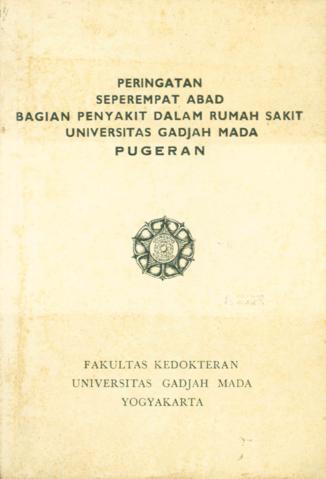 PERINGATAN
SEPEREMPAT ABAD
BAGIAN PENYAKIT DALAM RUMAH SAKIT
UNIVERSITAS GADJAH MADA
PUGERAN
FAKULTAS KEDOKTERAN
UNIVERSITAS GADJAH MADA
YOGYAKARTA